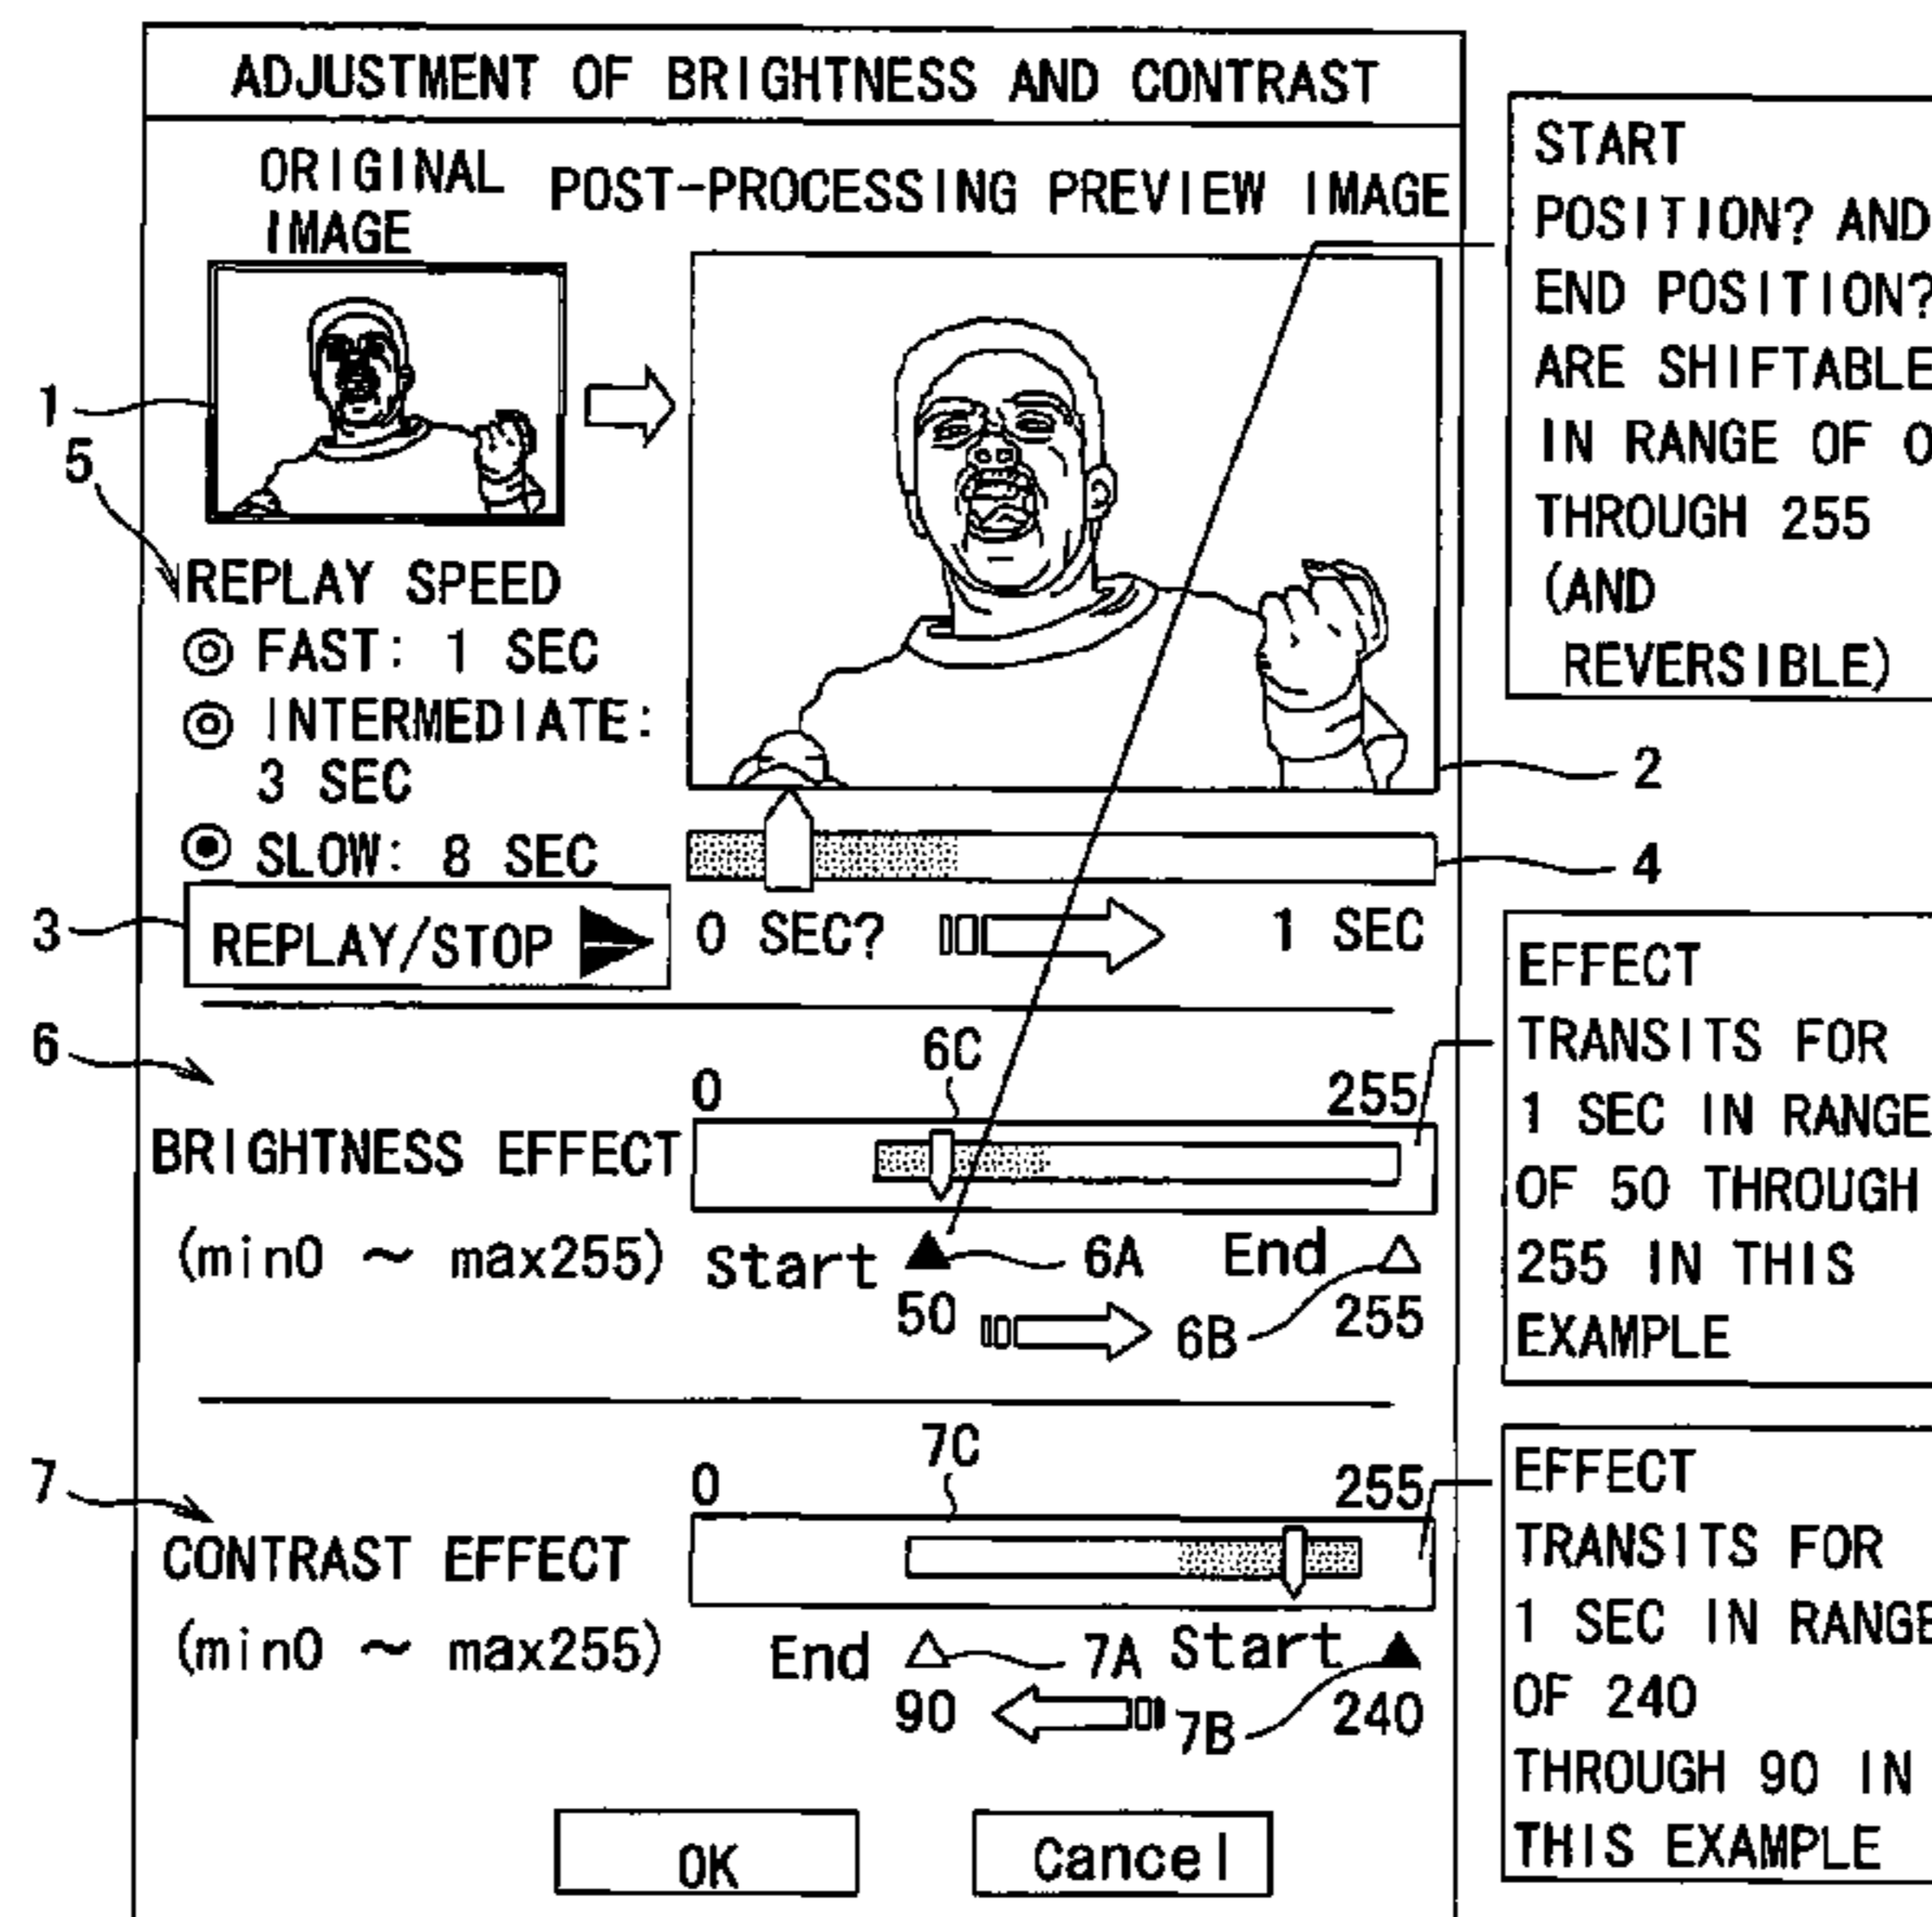 ADJUSTMENT OF BRIGHTNESS AND CONTRAST
ORIGINAL
IMAGE
POST-PROCESSING PREVIEW IMAGE
1
5
REPLAY SPEED
FAST: 1 SEC
INTERMEDIATE:
3 SEC
SLOW: 8 SEC
3
REPLAY/STOP
0 SEC?
1 SEC
2
4
START
POSITION? AND
END POSITION?
ARE SHIFTABLE
IN RANGE OF 0
THROUGH 255
(AND
REVERSIBLE)
6
0
6C
255
BRIGHTNESS EFFECT
(min0 ~ max255)
Start
6A
End
50
6B
255
EFFECT
TRANSITS FOR
1 SEC IN RANGE
OF 50 THROUGH
255 IN THIS
EXAMPLE
7
0
7C
255
CONTRAST EFFECT
(min0 ~ max255)
End
7A
Start
90
7B
240
EFFECT
TRANSITS FOR
1 SEC IN RANGE
OF 240
THROUGH 90 IN
THIS EXAMPLE
OK
Cancel